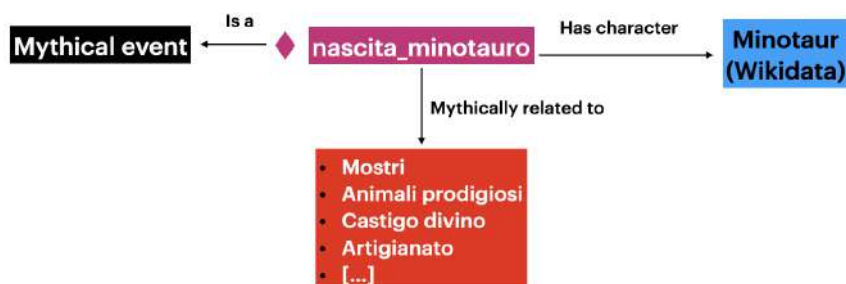 Is a
Has character
Mythical event
nascita_minotauro
Minotaur
(Wikidata)
Mythically related to
• Mostri
• Animali prodigiosi
• Castigo divino
• Artigianato
• [...]